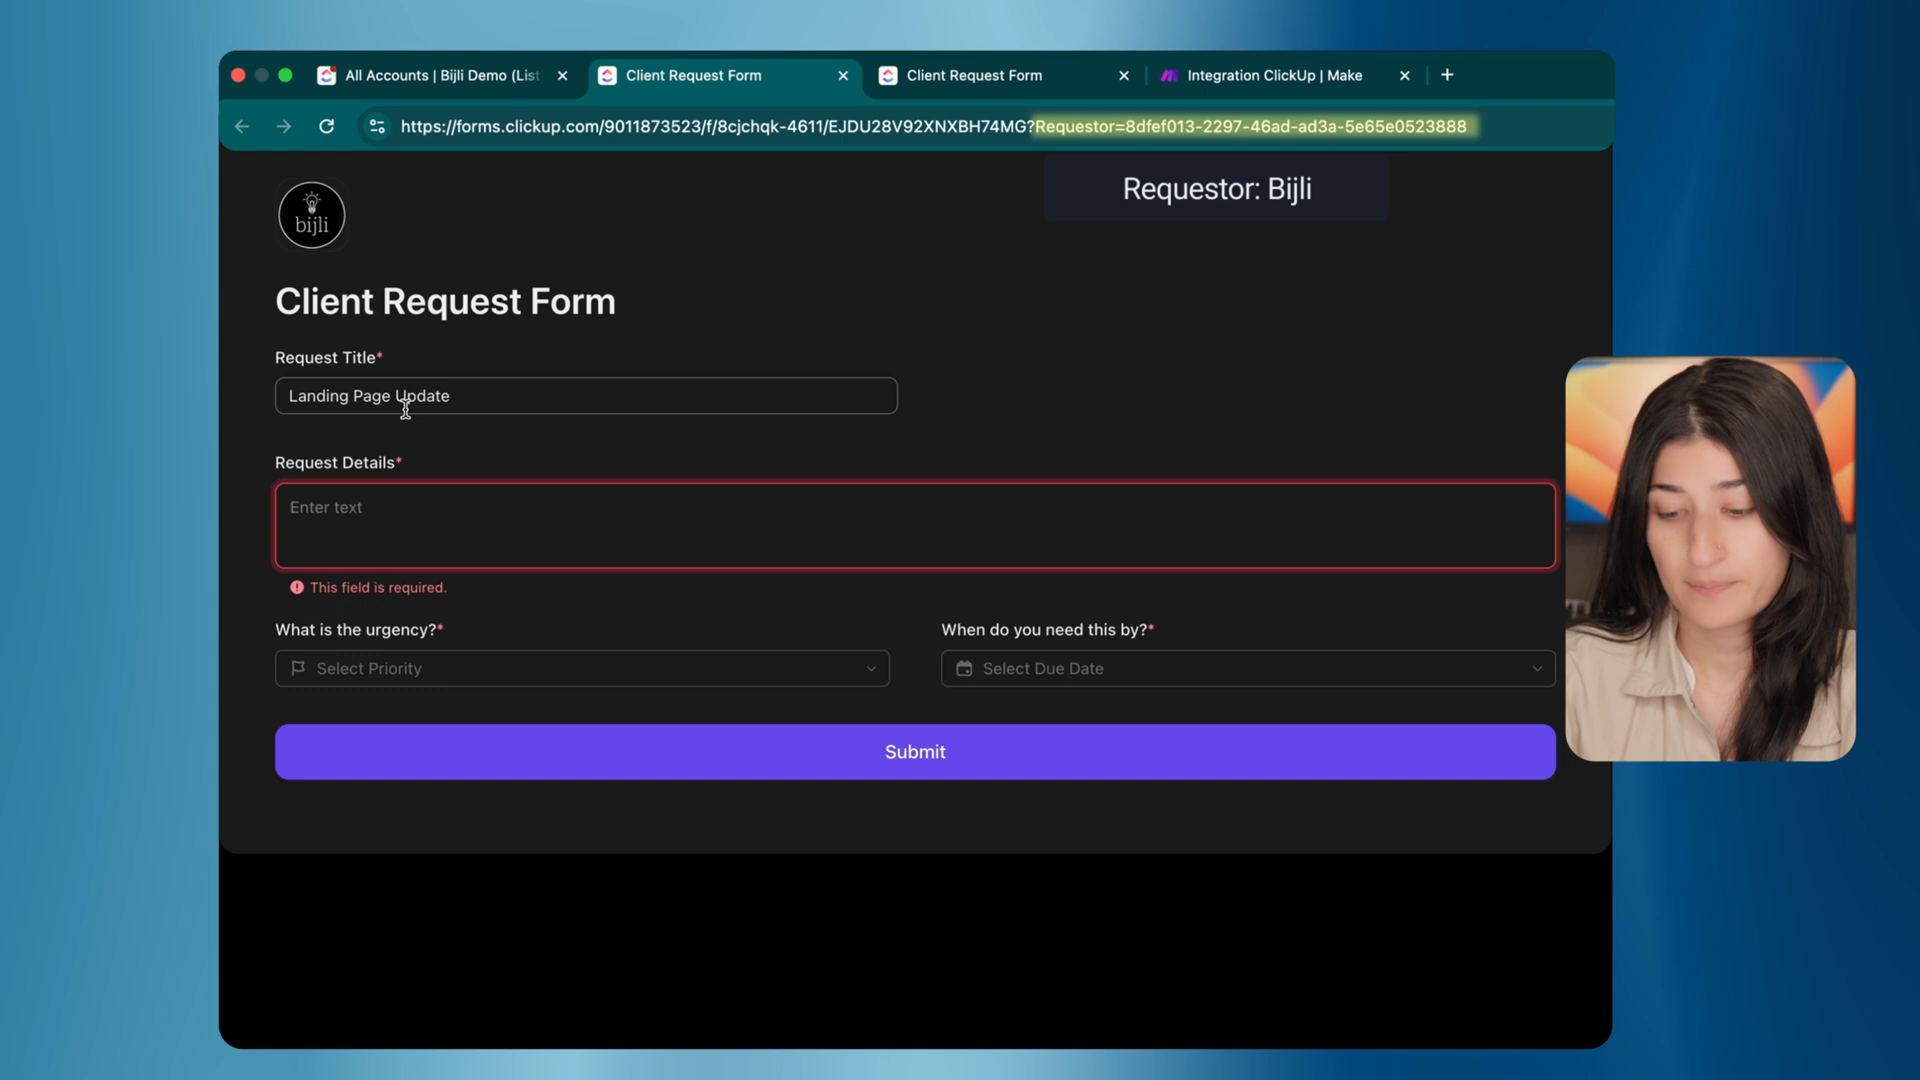 All Accounts | Bijli Demo (List
Client Request Form
Client Request Form
Integration ClickUp | Make
https://forms.clickup.com/9011873523/f/8cjchqk-4611/EJDU28V92XNXBH74MG?Requestor=8dfef013-2297-46ad-ad3a-5e65e0523888
Requestor: Bijli
bijli
Client Request Form
Request Title*
Landing Page Update
Request Details*
Enter text
This field is required.
What is the urgency?*
When do you need this by?*
Select Priority
Select Due Date
Submit